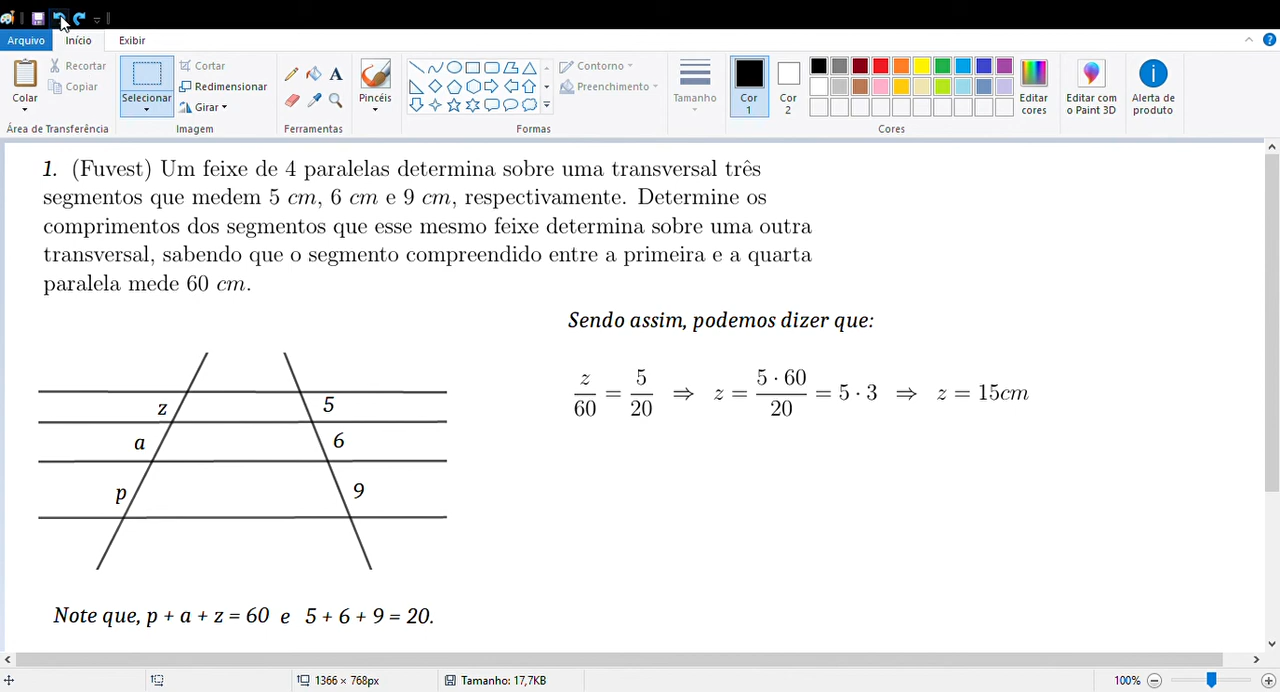 Arquivo Início Exibir
Colar
Recortar
Copiar
Área de Transferência
Selecionar
Cortar
Redimensionar
Girar
Imagem
A
Ferramentas
Pincéis
Formas
Contorno
Preenchimento
Tamanho
Cor
1
Cor
2
Cores
Editar
cores
Editar com
o Paint 3D
Alerta de
produto
1. (Fuvest) Um feixe de 4 paralelas determina sobre uma transversal três
segmentos que medem 5 cm, 6 cm e 9 cm, respectivamente. Determine os
comprimentos dos segmentos que esse mesmo feixe determina sobre uma outra
transversal, sabendo que o segmento compreendido entre a primeira e a quarta
paralela mede 60 cm.
Sendo assim, podemos dizer que:
z/60 = 5/20 ⇒ z = 5 · 60/20 = 5 · 3 ⇒ z = 15cm
z 5
a 6
p 9
Note que, p + a + z = 60 e 5 + 6 + 9 = 20.
1366 × 768px Tamanho: 17,7KB 100%